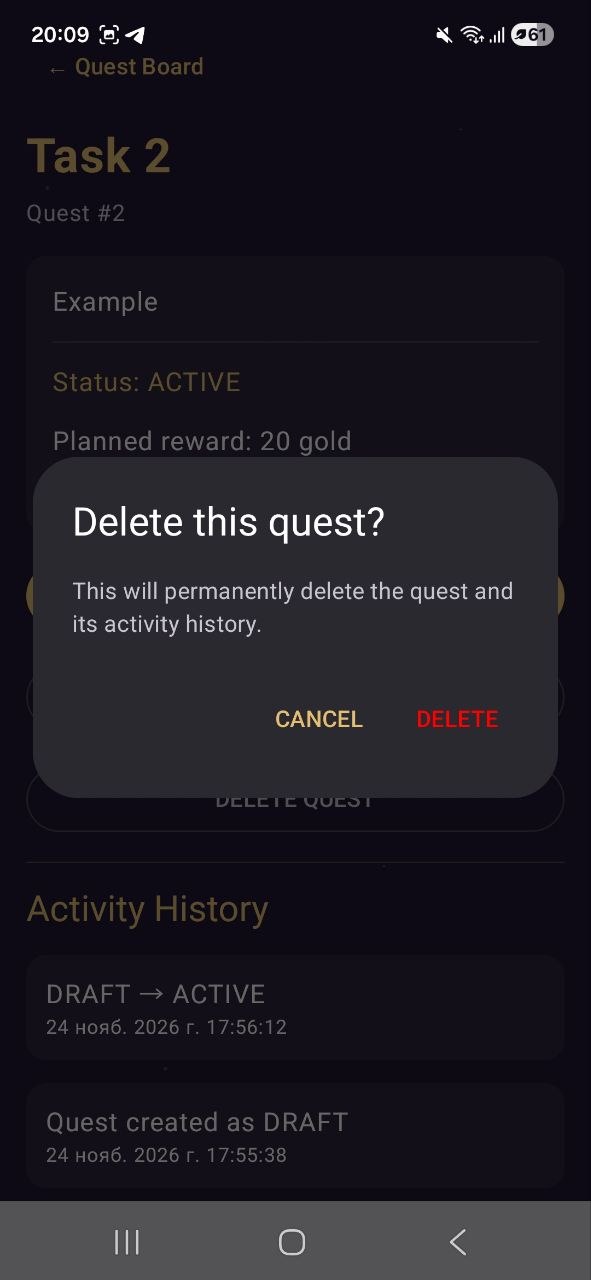 20:09
61
← Quest Board
Task 2
Quest #2
Example
Status: ACTIVE
Planned reward: 20 gold
Delete this quest?
This will permanently delete the quest and
its activity history.
CANCEL DELETE
DELETE QUEST
Activity History
DRAFT → ACTIVE
24 нояб. 2026 г. 17:56:12
Quest created as DRAFT
24 нояб. 2026 г. 17:55:38